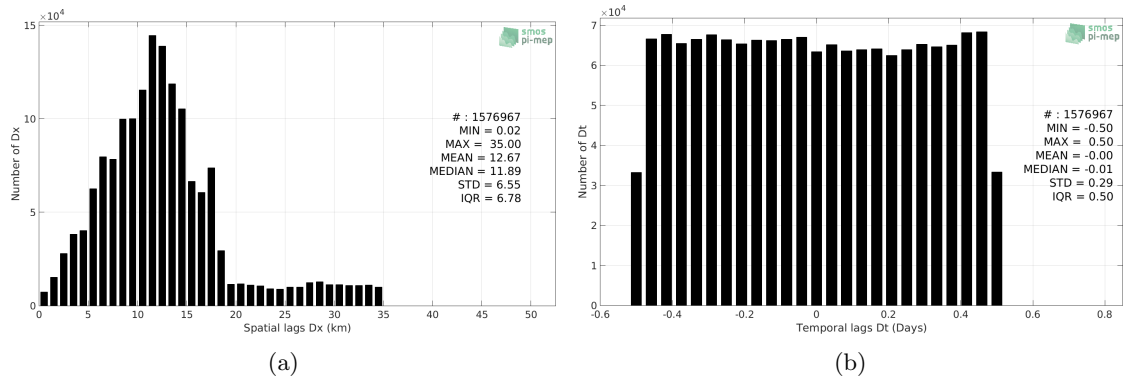 ×10⁴
15
10
5
0
Number of Dx
0 5 10 15 20 25 30 35 40 45 50
Spatial lags Dx (km)
smos
pi-mep
# : 1576967
MIN = 0.02
MAX = 35.00
MEAN = 12.67
MEDIAN = 11.89
STD = 6.55
IQR = 6.78
(a)
×10⁴
7
6
5
4
3
2
1
0
Number of Dt
-0.6 -0.4 -0.2 0 0.2 0.4 0.6 0.8
Temporal lags Dt (Days)
smos
pi-mep
# : 1576967
MIN = -0.50
MAX = 0.50
MEAN = -0.00
MEDIAN = -0.01
STD = 0.29
IQR = 0.50
(b)